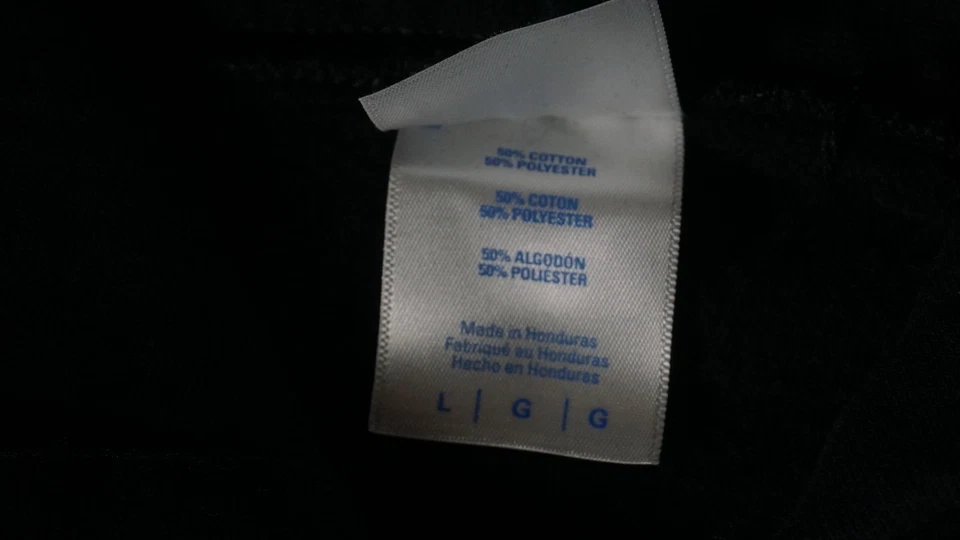 50% COTTON
50% POLYESTER
50% COTON
50% POLYESTER
50% ALGODÓN
50% POLIESTER
Made in Honduras
Fabriqué au Honduras
Hecho en Honduras
L | G | G